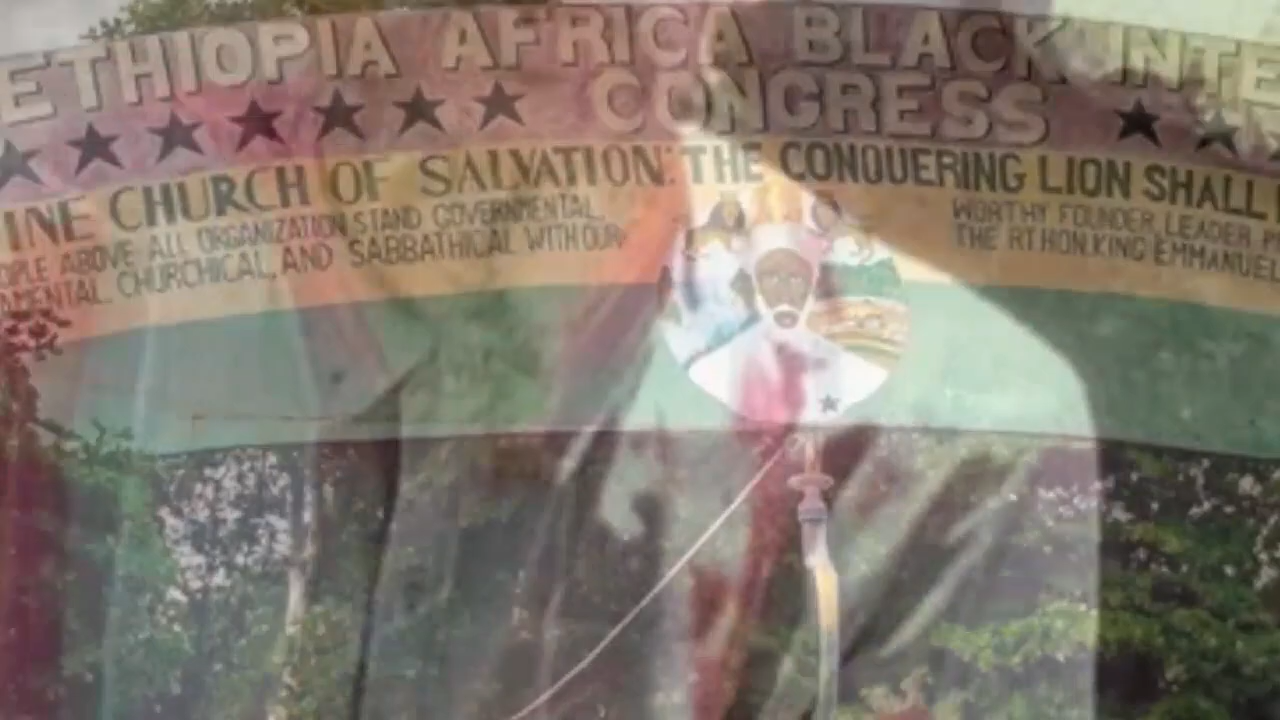 ETHIOPIA AFRICA BLACK INTE
CONGRESS
INE CHURCH OF SALVATION: THE CONQUERING LION SHALL
OPLE ABOVE ALL ORGANIZATION STAND GOVERNMENTAL,
AMENTAL, CHURCHICAL, AND SABBATHICAL WITH OUR
WORTHY FOUNDER, LEADER, P
THE RT.HON.KING EMMANUEL